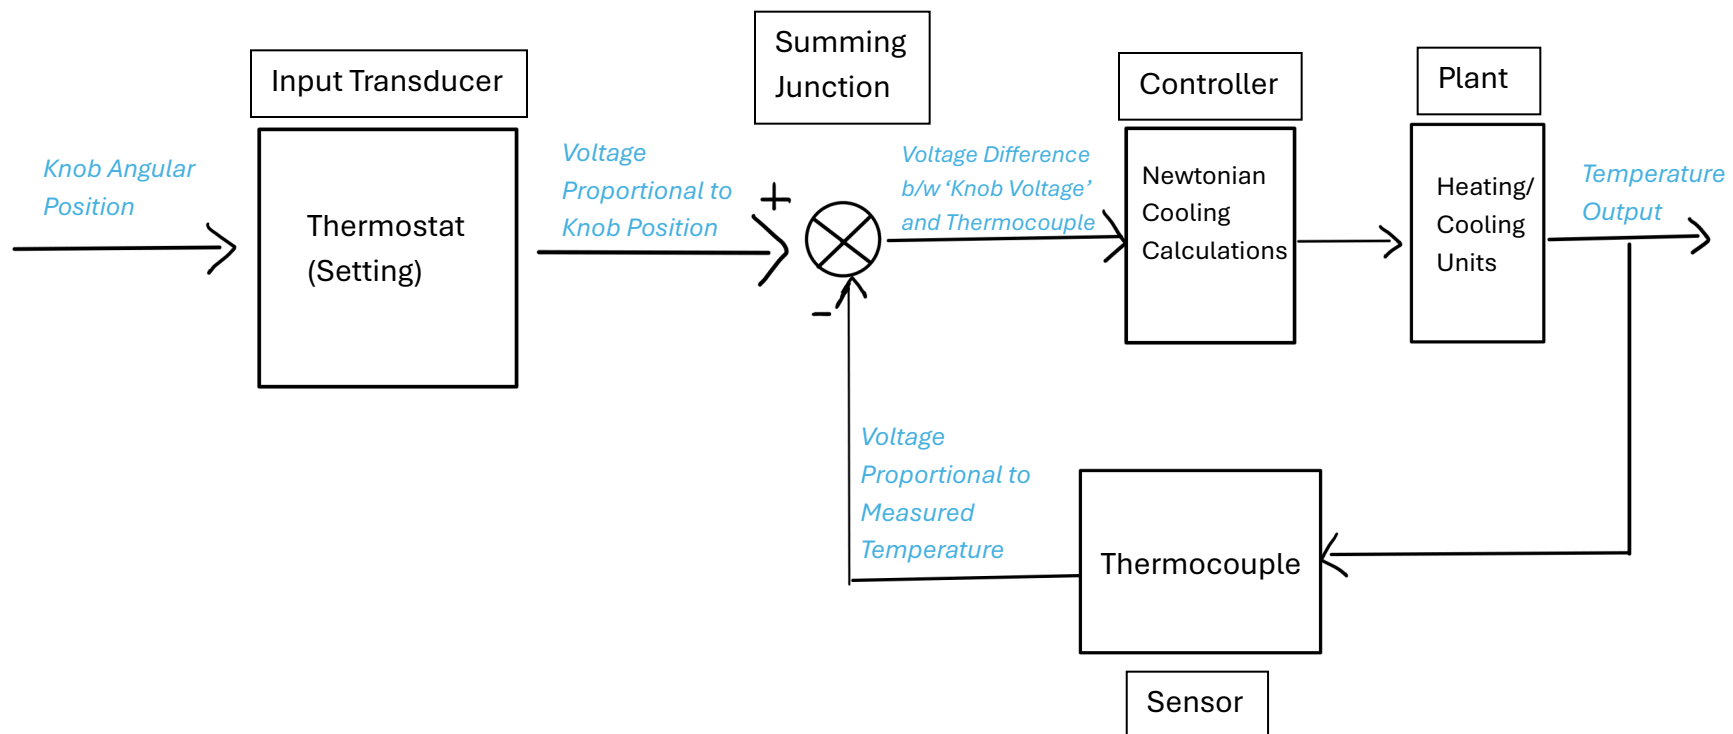 Input Transducer
Summing
Junction
Controller
Plant
Knob Angular
Position
Thermostat
(Setting)
Voltage
Proportional to
Knob Position
+
-
Voltage Difference
b/w ‘Knob Voltage’
and Thermocouple
Newtonian
Cooling
Calculations
Heating/
Cooling
Units
Temperature
Output
Voltage
Proportional to
Measured
Temperature
Thermocouple
Sensor